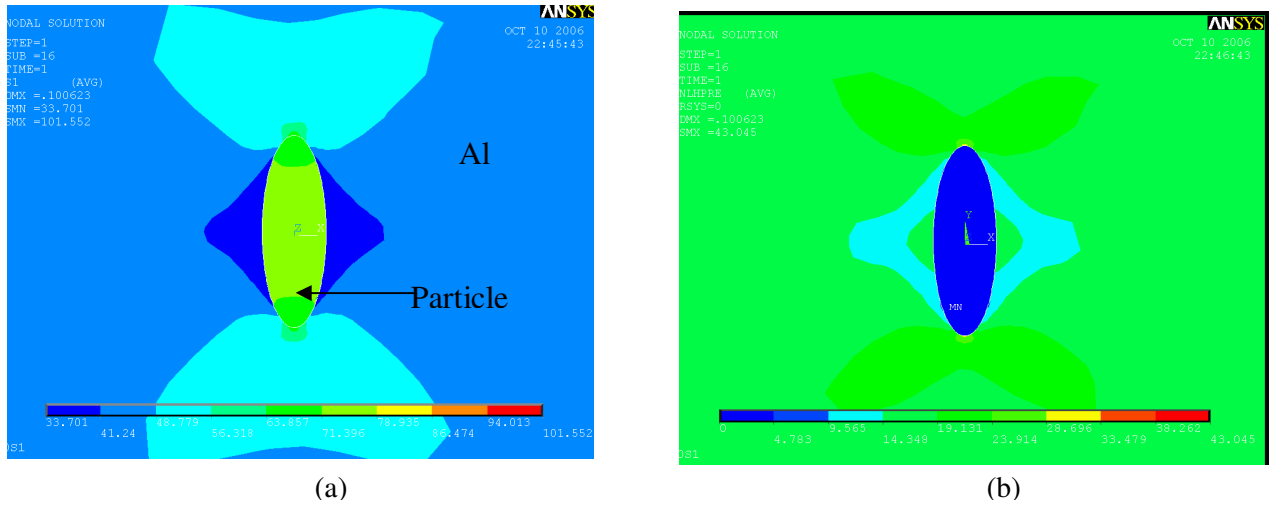 ANSYS
NODAL SOLUTION
OCT 10 2006
22:45:43
STEP=1
SUB =16
TIME=1
S1 (AVG)
DMX =.100623
SMN =33.701
SMX =101.552
Al
Z X
Particle
33.701 48.779 63.857 78.935 94.013
41.24 56.318 71.396 86.474 101.552
OS1
(a)
ANSYS
NODAL SOLUTION
OCT 10 2006
22:46:43
STEP=1
SUB =16
TIME=1
NLHPRE (AVG)
RSYS=0
DMX =.100623
SMX =43.045
Y
X
MN
0 9.565 19.131 28.696 38.262
4.783 14.348 23.914 33.479 43.045
OS1
(b)